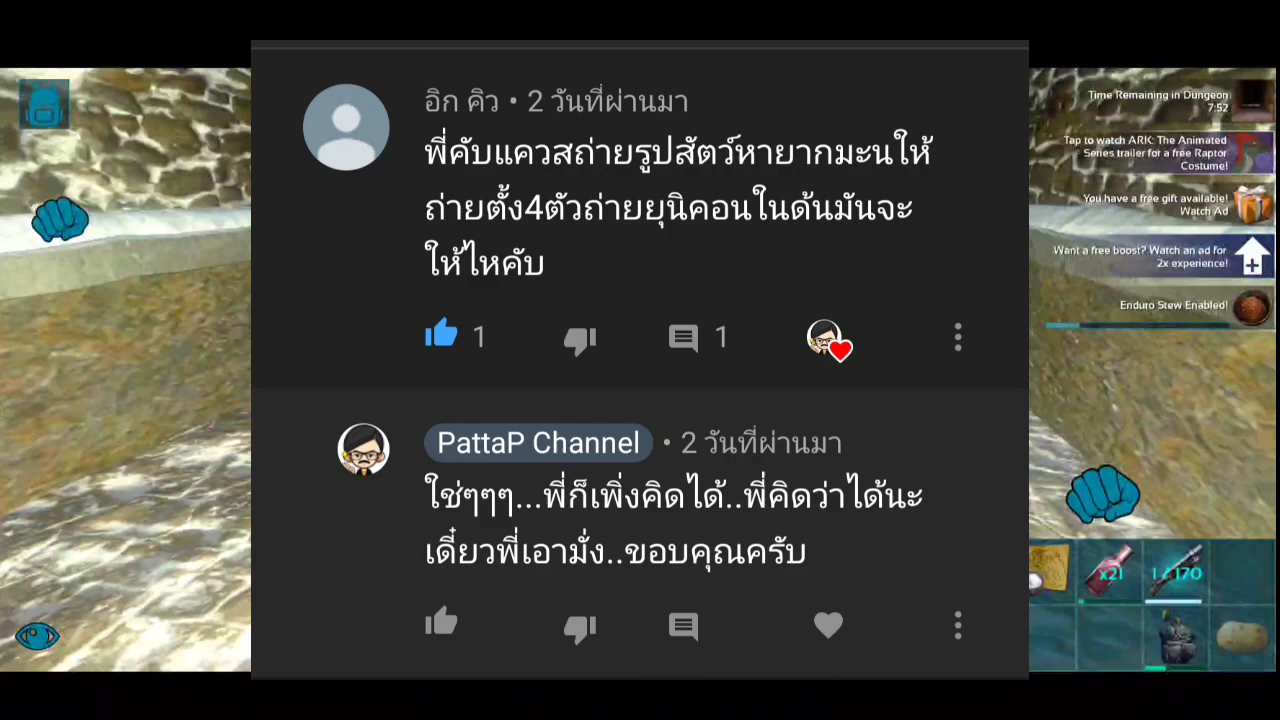 อิก คิว • 2 วันที่ผ่านมา
พี่คับแควสถ่ายรูปสัตว์หายากมะนให้
ถ่ายตั้ง4ตัวถ่ายยุนิคอนในด้นมันจะ
ให้ไหคับ
1
1
PattaP Channel • 2 วันที่ผ่านมา
ใช่ๆๆๆ...พี่ก็เพิ่งคิดได้..พี่คิดว่าได้นะ
เดี๋ยวพี่เอามั่ง..ขอบคุณครับ
Time Remaining in Dungeon
7:52
Tap to watch ARK: The Animated
Series trailer for a free Raptor
Costume!
You have a free gift available!
Watch Ad
Want a free boost? Watch an ad for
2x experience!
Enduro Stew Enabled!
x21
1 / 170